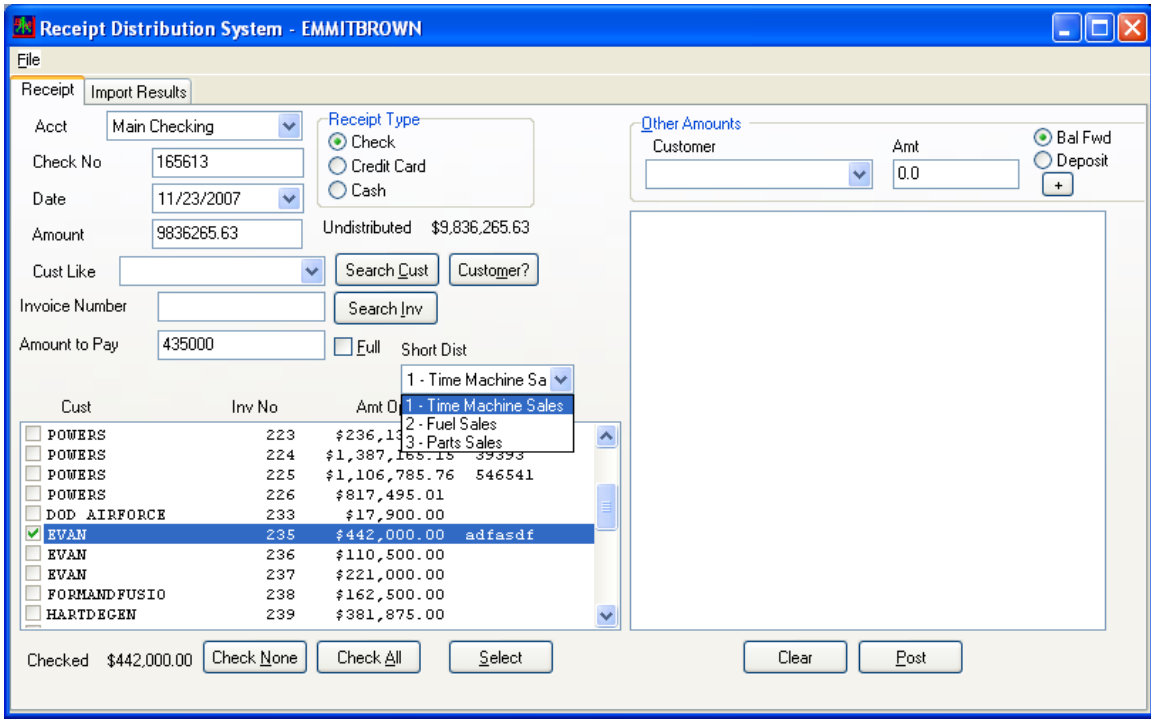 Receipt Distribution System - EMMITBROWN
File
Receipt Import Results
Acct Main Checking
Receipt Type
Check
Credit Card
Cash
Check No 165613
Date 11/23/2007
Amount 9836265.63
Undistributed $9,836,265.63
Cust Like Search Cust Customer?
Invoice Number Search Inv
Amount to Pay 435000 Full Short Dist
1 - Time Machine Sa
1 - Time Machine Sales
2 - Fuel Sales
3 - Parts Sales
Other Amounts
Customer Amt
0.0
Bal Fwd
Deposit
+
Cust Inv No Amt
POWERS 223
POWERS 224 $1,387,165.15 39393
POWERS 225 $1,106,785.76 546541
POWERS 226 $817,495.01
DOD AIRFORCE 233 $17,900.00
EVAN 235 $442,000.00 adfasdf
EVAN 236 $110,500.00
EVAN 237 $221,000.00
FORMANDFUSIO 238 $162,500.00
HARTDEGEN 239 $381,875.00
Checked $442,000.00 Check None Check All Select Clear Post